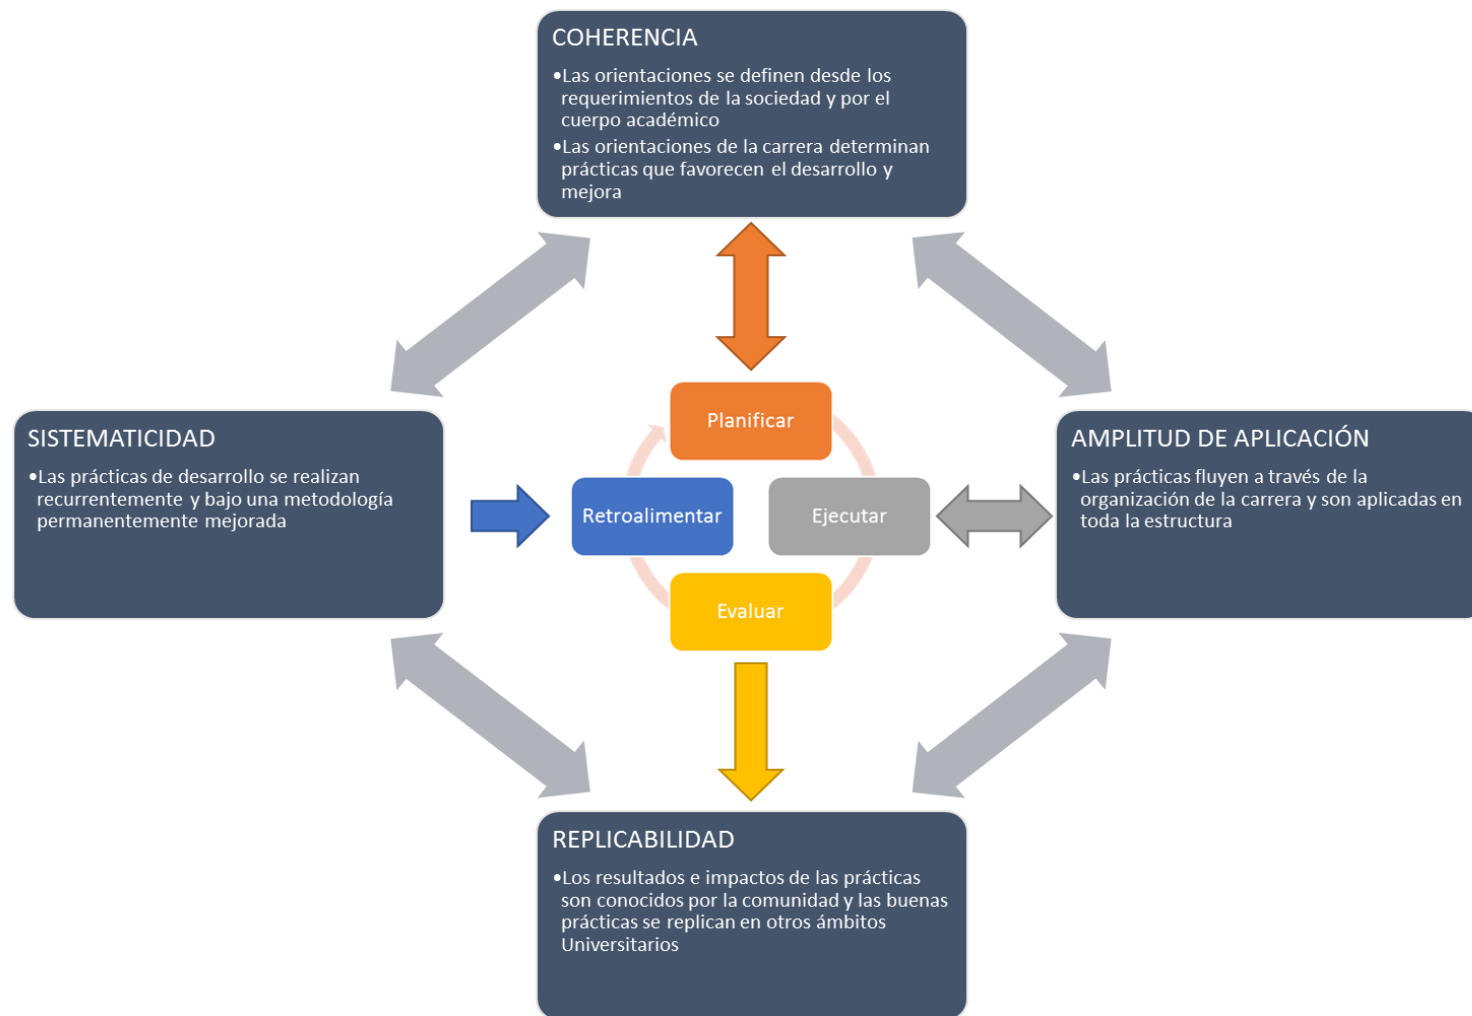 COHERENCIA
•Las orientaciones se definen desde los
requerimientos de la sociedad y por el
cuerpo académico
•Las orientaciones de la carrera determinan
prácticas que favorecen el desarrollo y
mejora
SISTEMATICIDAD
•Las prácticas de desarrollo se realizan
recurrentemente y bajo una metodología
permanentemente mejorada
Planificar
Retroalimentar
Ejecutar
Evaluar
AMPLITUD DE APLICACIÓN
•Las prácticas fluyen a través de la
organización de la carrera y son aplicadas en
toda la estructura
REPLICABILIDAD
•Los resultados e impactos de las prácticas
son conocidos por la comunidad y las buenas
prácticas se replican en otros ámbitos
Universitarios